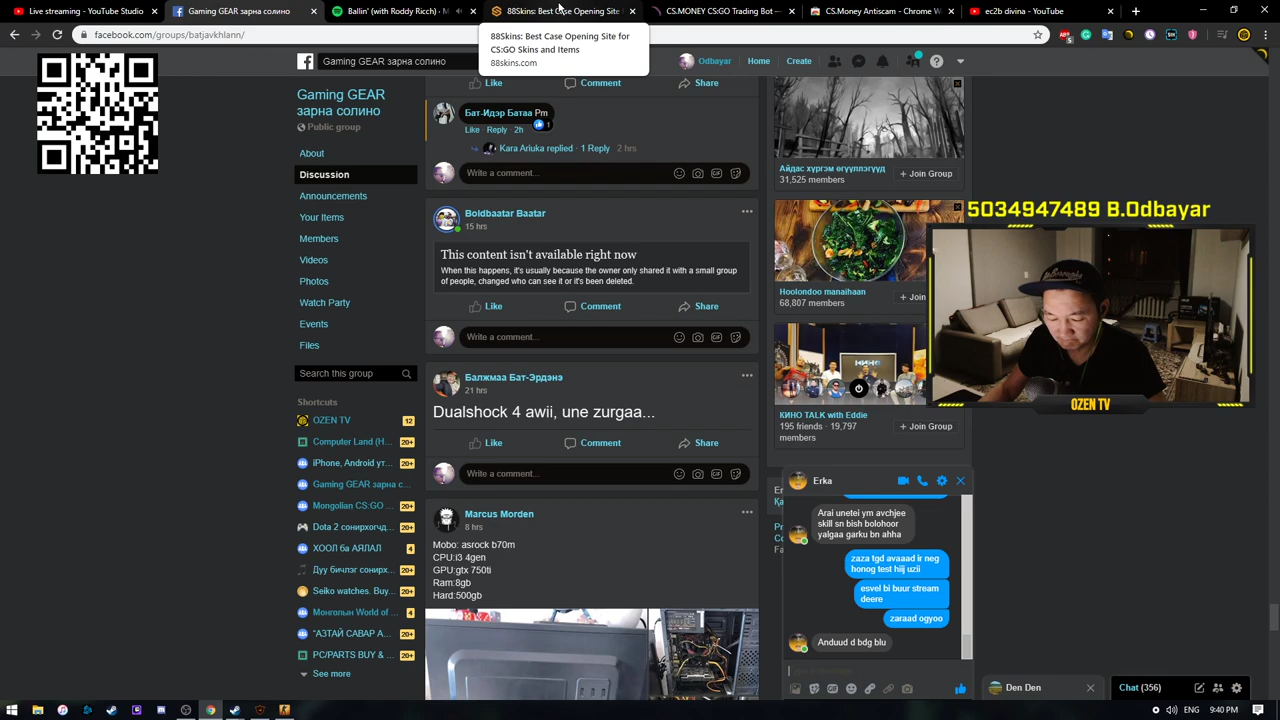 YouTube Studio
Gaming GEAR зарна солино
Ballin' (with Roddy Ricch) • M
88Skins: Best Case Opening Site
CS.MONEY CSGO Trading Bot –
CS.Money Antiscam - Chrome W
ec2b divina - YouTube
facebook.com/groups/batjavkhlann/
88Skins: Best Case Opening Site for
CS:GO Skins and Items
88skins.com
Gaming GEAR зарна солино
Odbayar
Home
Create
Gaming GEAR
зарна солино
Public group
About
Discussion
Announcements
Your Items
Members
Videos
Photos
Watch Party
Events
Files
Search this group
Shortcuts
OZEN TV 12
Computer Land (Н... 20+
iPhone, Android ут... 20+
Gaming GEAR зарна с...
Mongolian CS:GO ... 20+
Dota 2 сонирхогчд... 20+
ХООЛ ба АЯЛАЛ 4
Дуу бичлэг сонирх... 20+
Seiko watches. Buy... 20+
Монголын World of ... 4
"АЗТАЙ САВАР А... 20+
PC/PARTS BUY & ... 20+
See more
Like Comment Share
Бат-Идэр Батаа Pm
1
Like Reply 2h
Kara Ariuka replied · 1 Reply 2 hrs
Write a comment...
Boldbaatar Baatar
15 hrs
This content isn't available right now
When this happens, it's usually because the owner only shared it with a small group
of people, changed who can see it or it's been deleted.
Like Comment Share
Write a comment...
Балжмаа Бат-Эрдэнэ
21 hrs
Dualshock 4 awii, une zurgaa...
Like Comment Share
Write a comment...
Marcus Morden
8 hrs
Mobo: asrock b70m
CPU:i3 4gen
GPU:gtx 750ti
Ram:8gb
Hard:500gb
Айдас хүргэм өгүүллэгүүд
31,525 members
+ Join Group
Hoolondoo manaihaan
68,807 members
+ Join
КИНО TALK with Eddie
195 friends · 19,797
members
+ Join Group
5034947489 B.Odbayar
OZEN TV
Erka
Arai unetei ym avchjee
skill sn bish bolohoor
yalgaa garku bn ahha
zaza tgd avaaad ir neg
honog test hiij uzii
esvel bi buur stream
deere
zaraad ogyoo
Anduud d bdg blu
Den Den
Chat (356)
ENG 9:40 PM